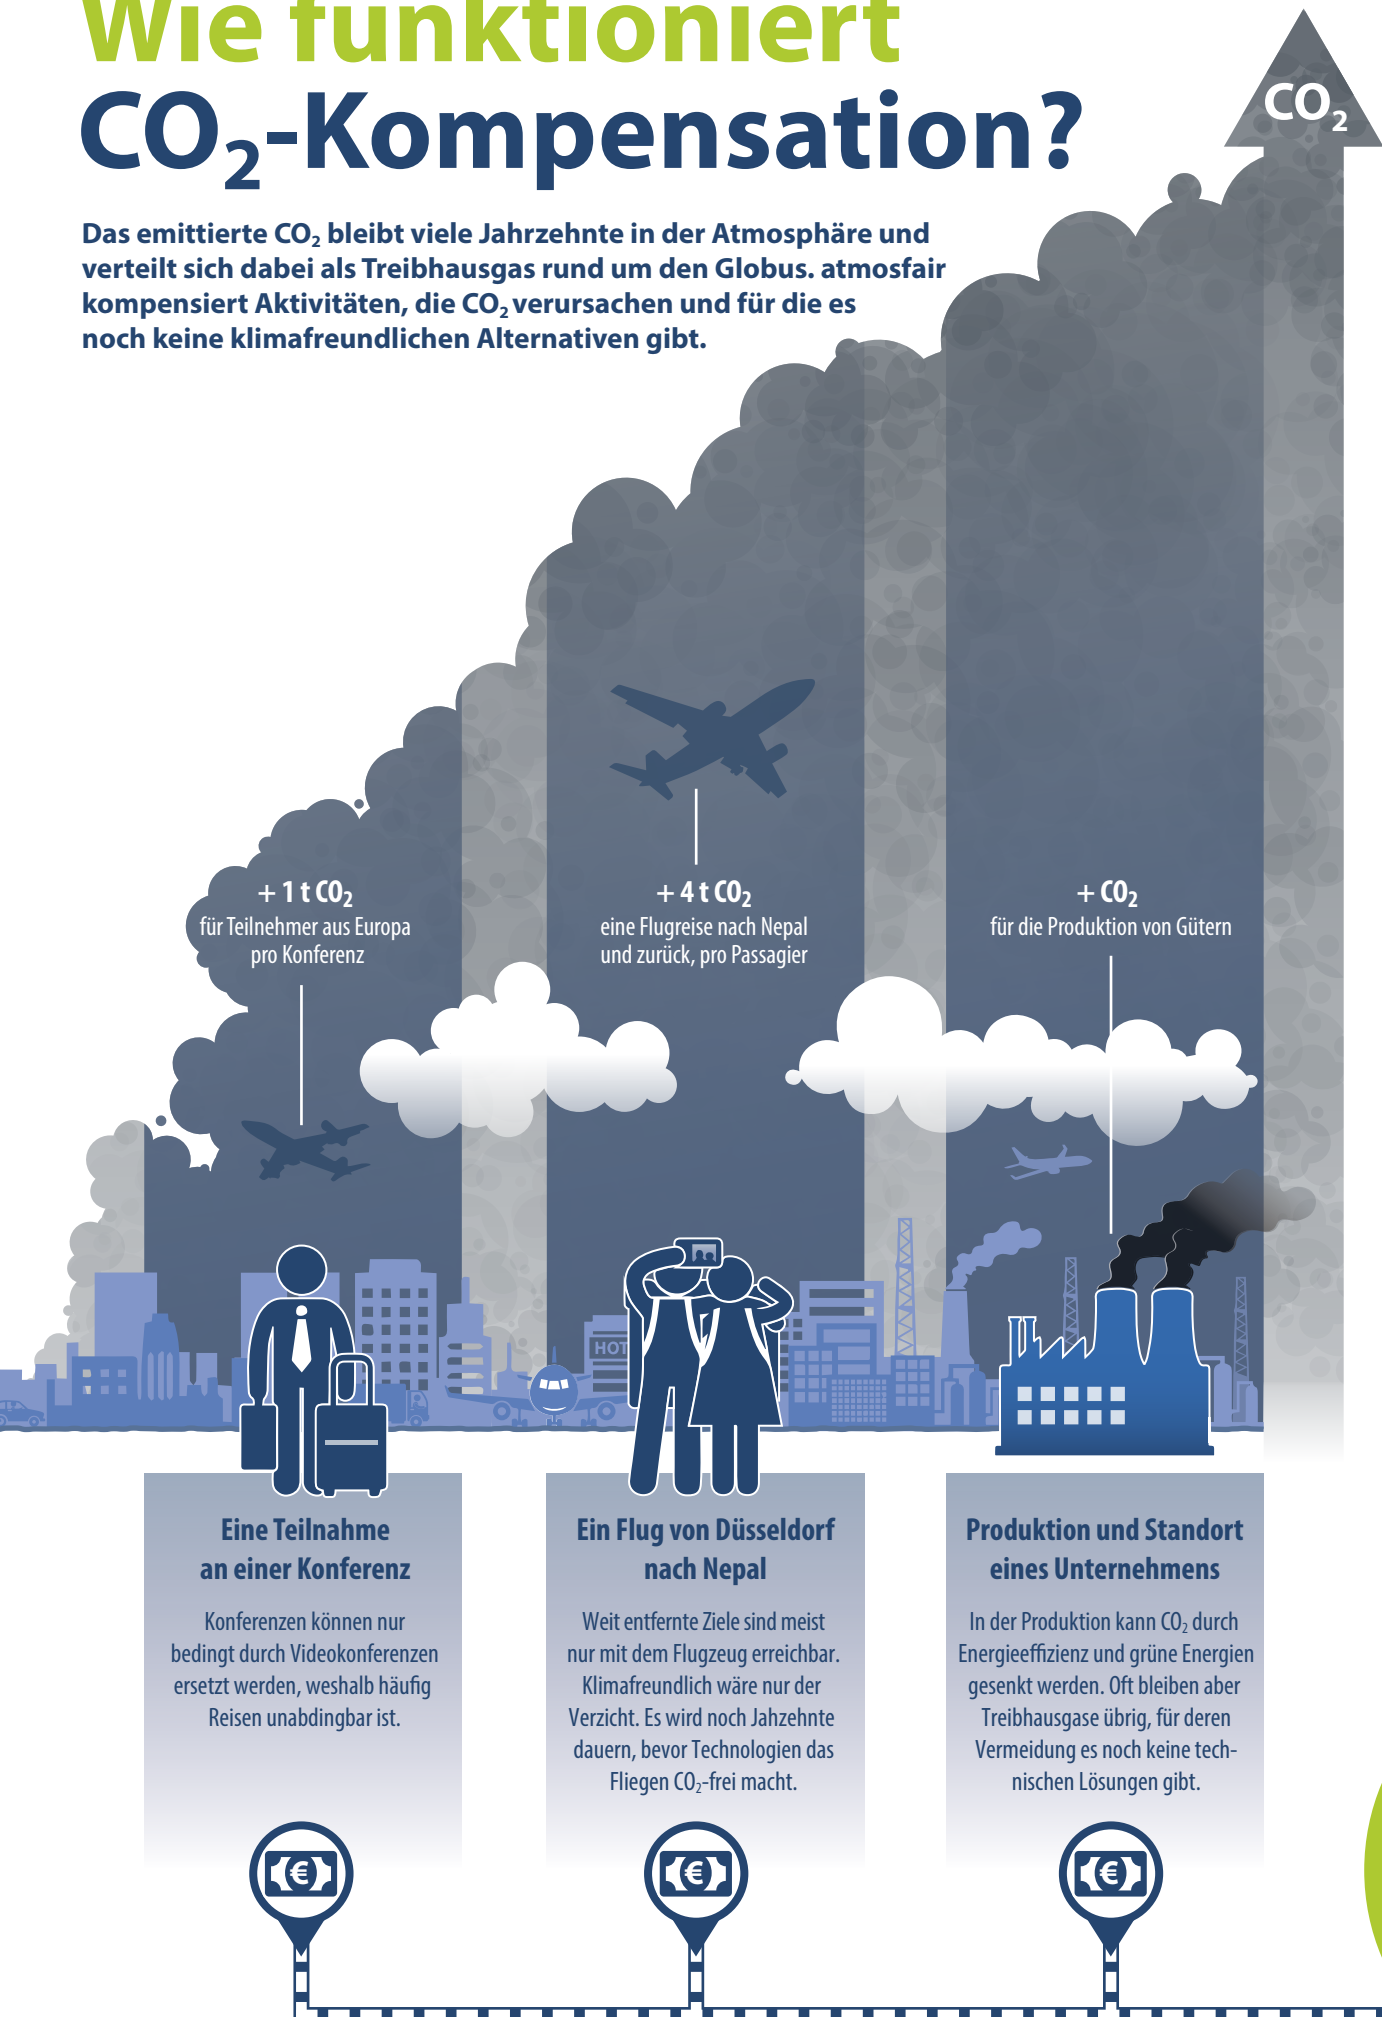 Wie funktioniert
CO₂-Kompensation?
CO₂
Das emittierte CO₂ bleibt viele Jahrzehnte in der Atmosphäre und
verteilt sich dabei als Treibhausgas rund um den Globus. atmosfair
kompensiert Aktivitäten, die CO₂ verursachen und für die es
noch keine klimafreundlichen Alternativen gibt.
+ 1 t CO₂
für Teilnehmer aus Europa
pro Konferenz
+ 4 t CO₂
eine Flugreise nach Nepal
und zurück, pro Passagier
+ CO₂
für die Produktion von Gütern
HOT
Eine Teilnahme
an einer Konferenz
Konferenzen können nur
bedingt durch Videokonferenzen
ersetzt werden, weshalb häufig
Reisen unabdingbar ist.
€
Ein Flug von Düsseldorf
nach Nepal
Weit entfernte Ziele sind meist
nur mit dem Flugzeug erreichbar.
Klimafreundlich wäre nur der
Verzicht. Es wird noch Jahzehnte
dauern, bevor Technologien das
Fliegen CO₂-frei macht.
€
Produktion und Standort
eines Unternehmens
In der Produktion kann CO₂ durch
Energieeffizienz und grüne Energien
gesenkt werden. Oft bleiben aber
Treibhausgase übrig, für deren
Vermeidung es noch keine tech-
nischen Lösungen gibt.
€